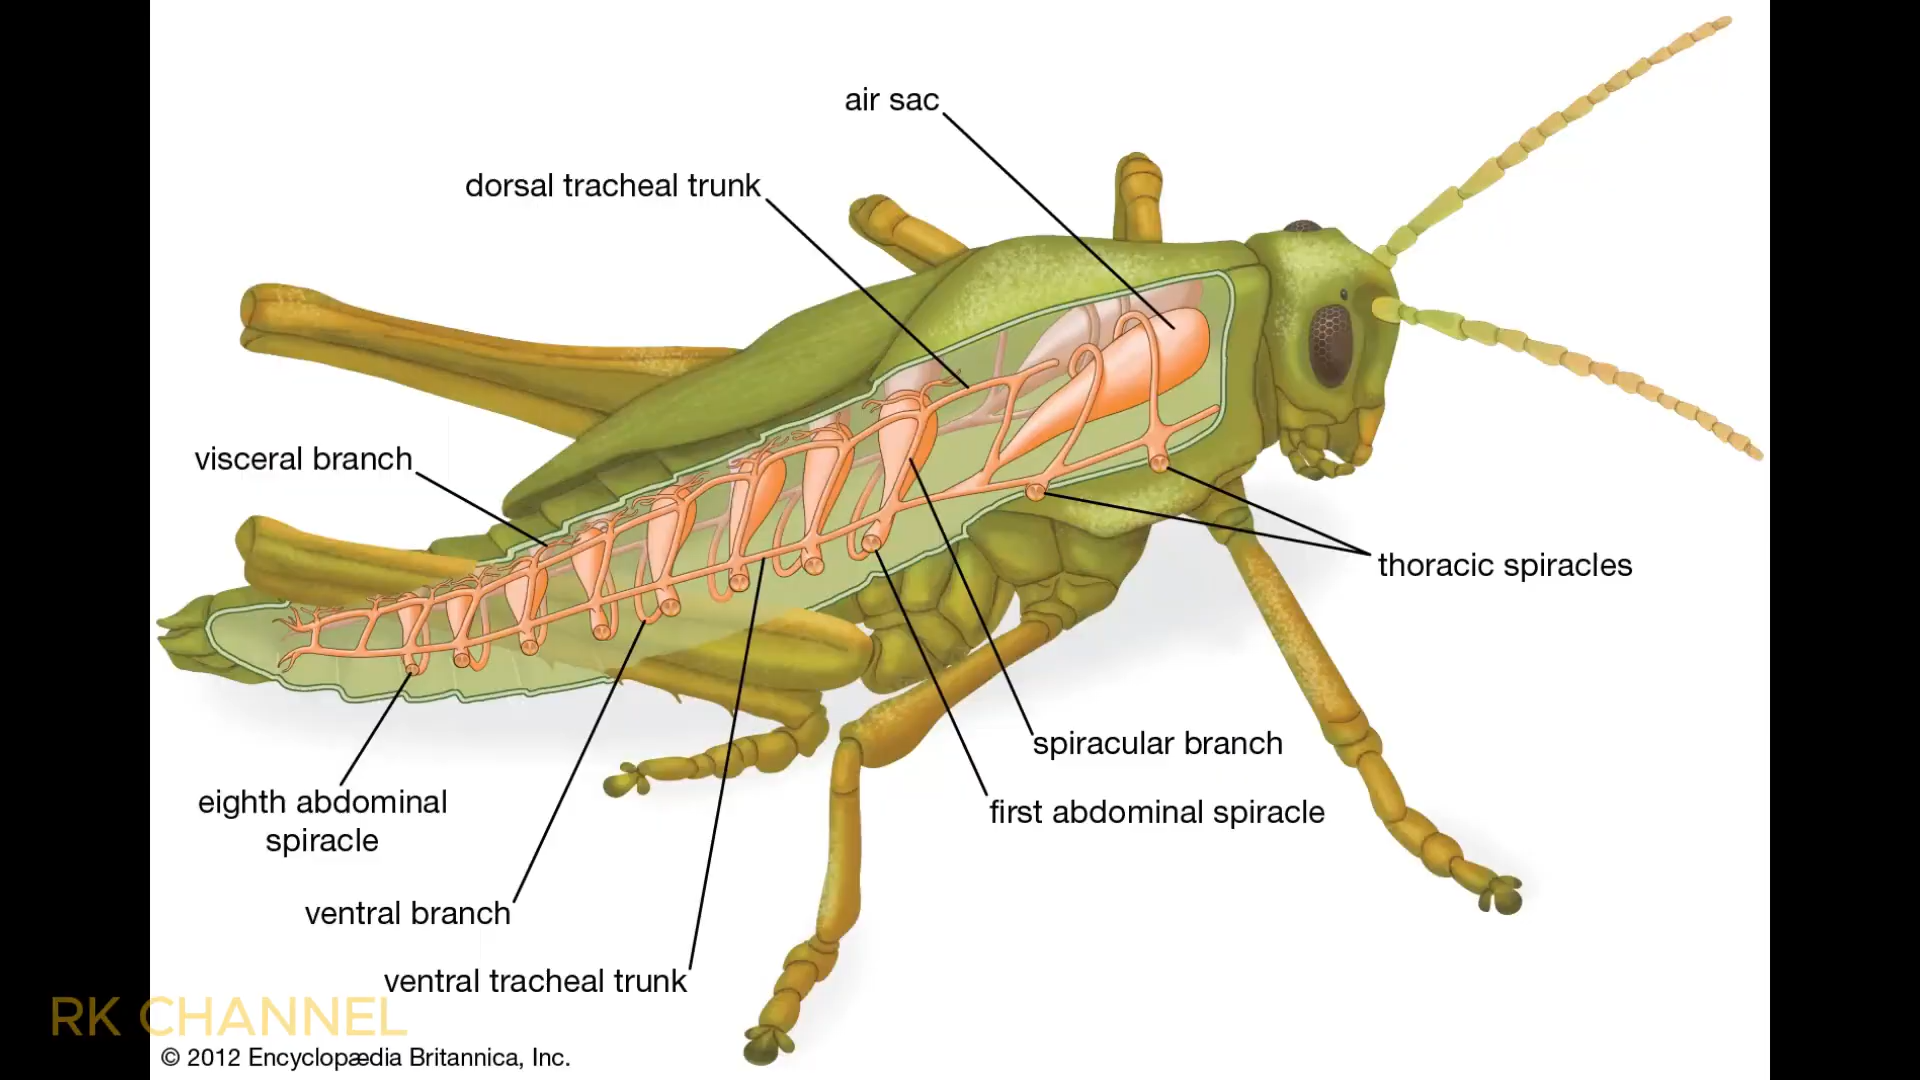 air sac
dorsal tracheal trunk
visceral branch
thoracic spiracles
spiracular branch
eighth abdominal
spiracle
first abdominal spiracle
ventral branch
ventral tracheal trunk
RK CHANNEL
© 2012 Encyclopædia Britannica, Inc.